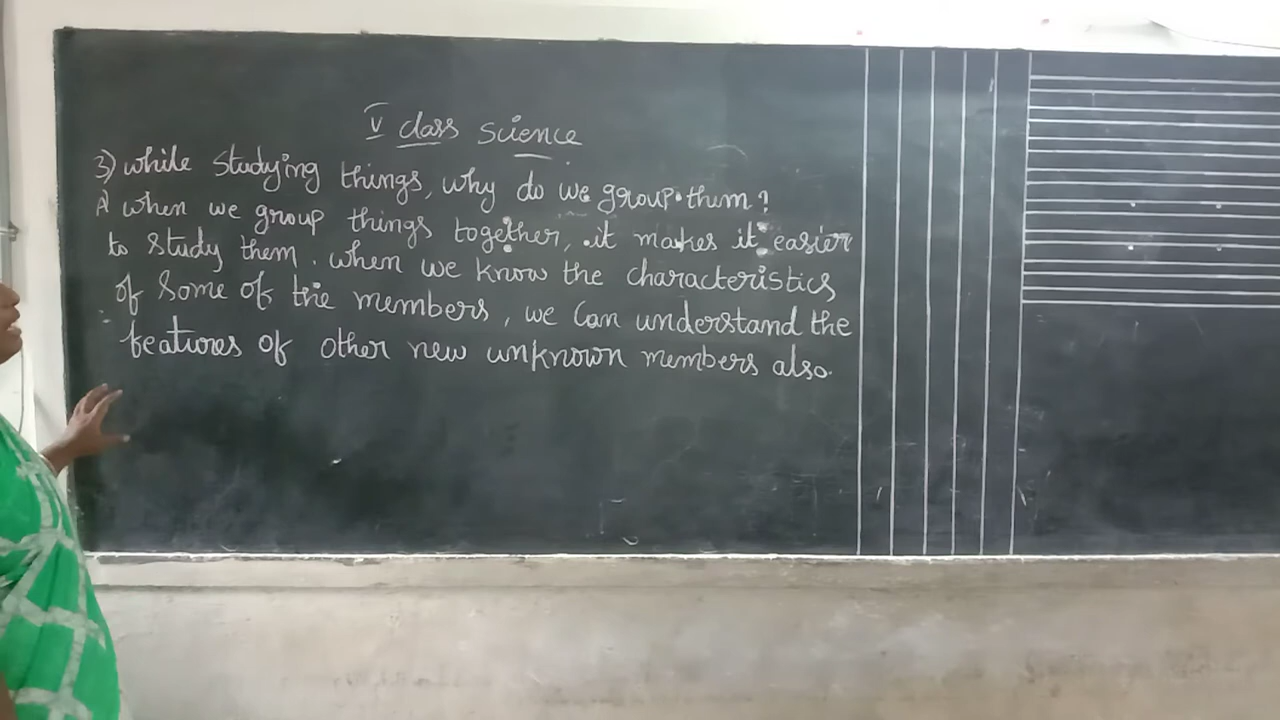 V class science
3) while studying things, why do we group them?
A when we group things together, it makes it easier
to study them. when we know the characteristics
of some of the members, we can understand the
features of other new unknown members also.